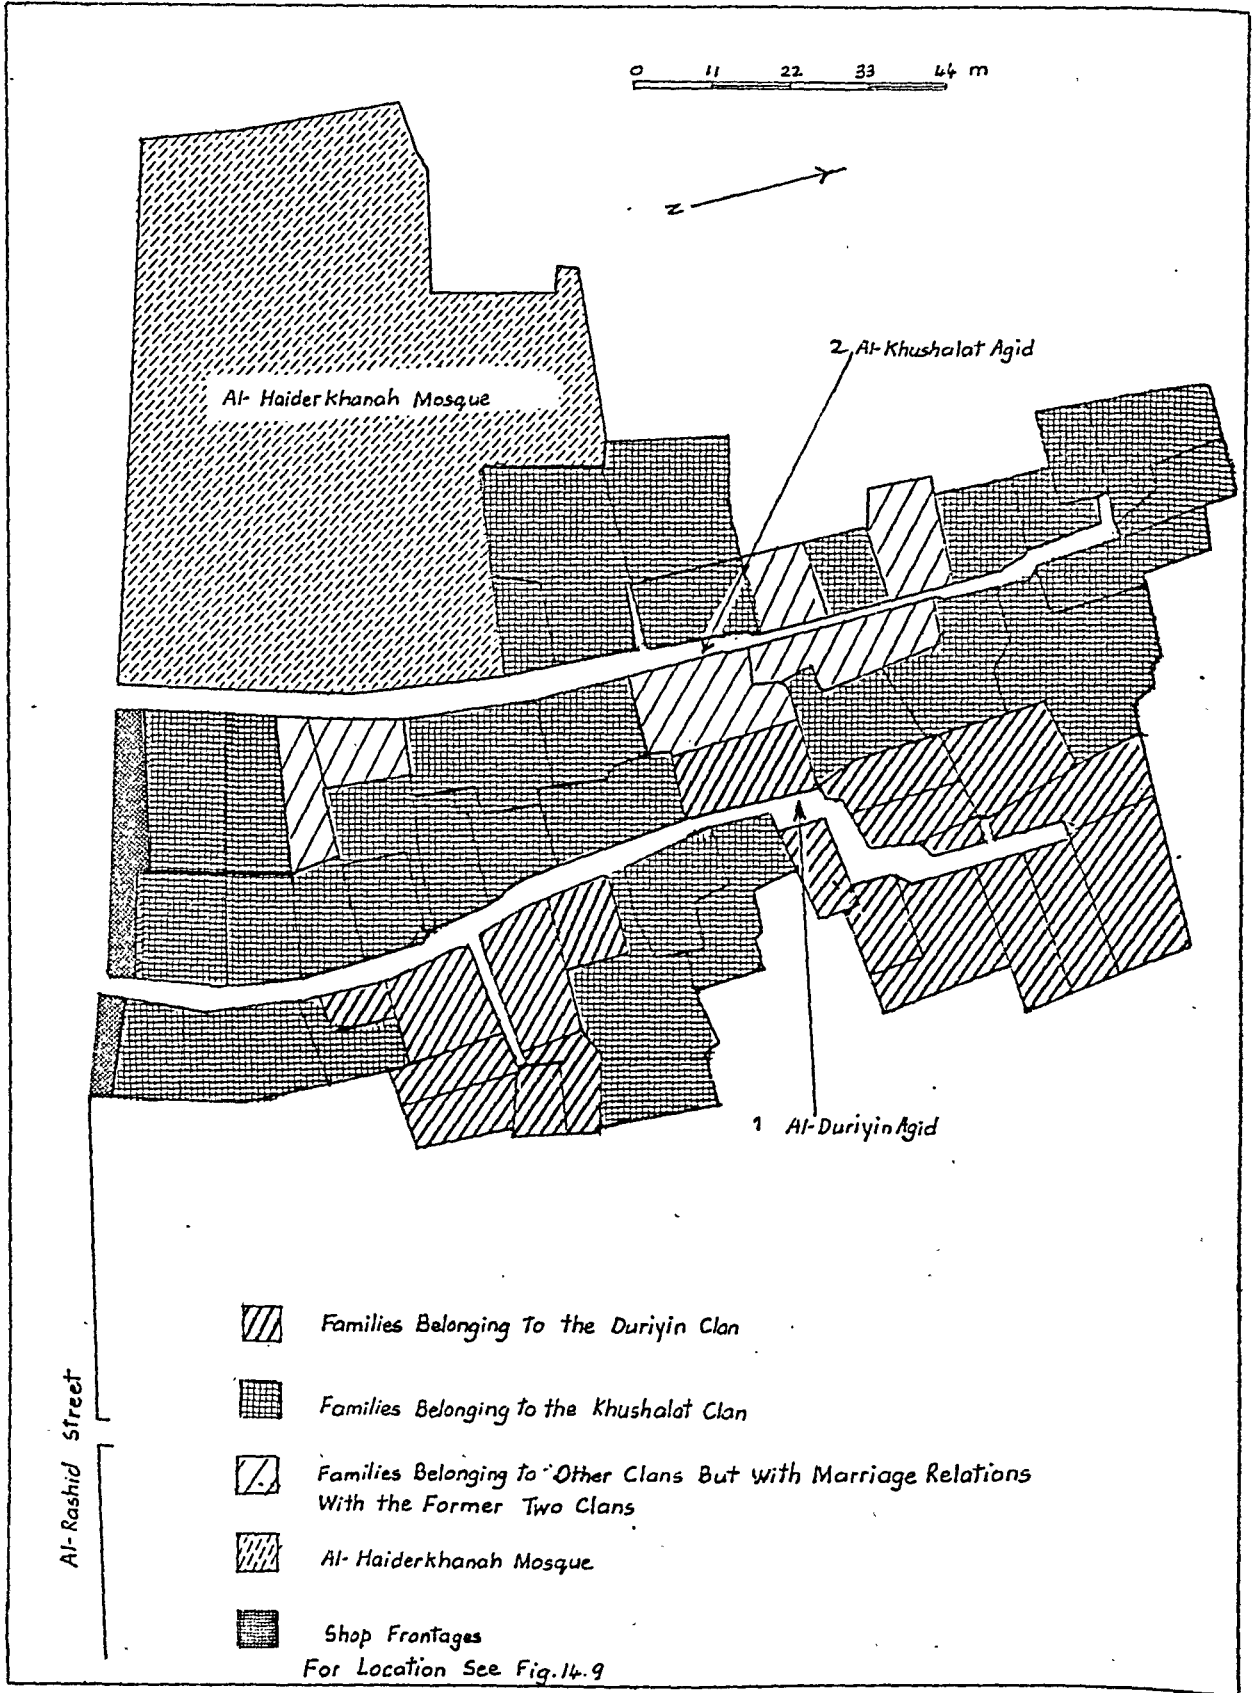 0 11 22 33 44 m
N
2 Al-Khushalat Agid
Al-Haiderkhanah Mosque
1 Al-Duriyin Agid
Families Belonging To the Duriyin Clan
Families Belonging to the Khushalat Clan
Families Belonging to Other Clans But with Marriage Relations
With the Former Two Clans
Al-Haiderkhanah Mosque
Shop Frontages
For Location See Fig.14.9
Al-Rashid Street